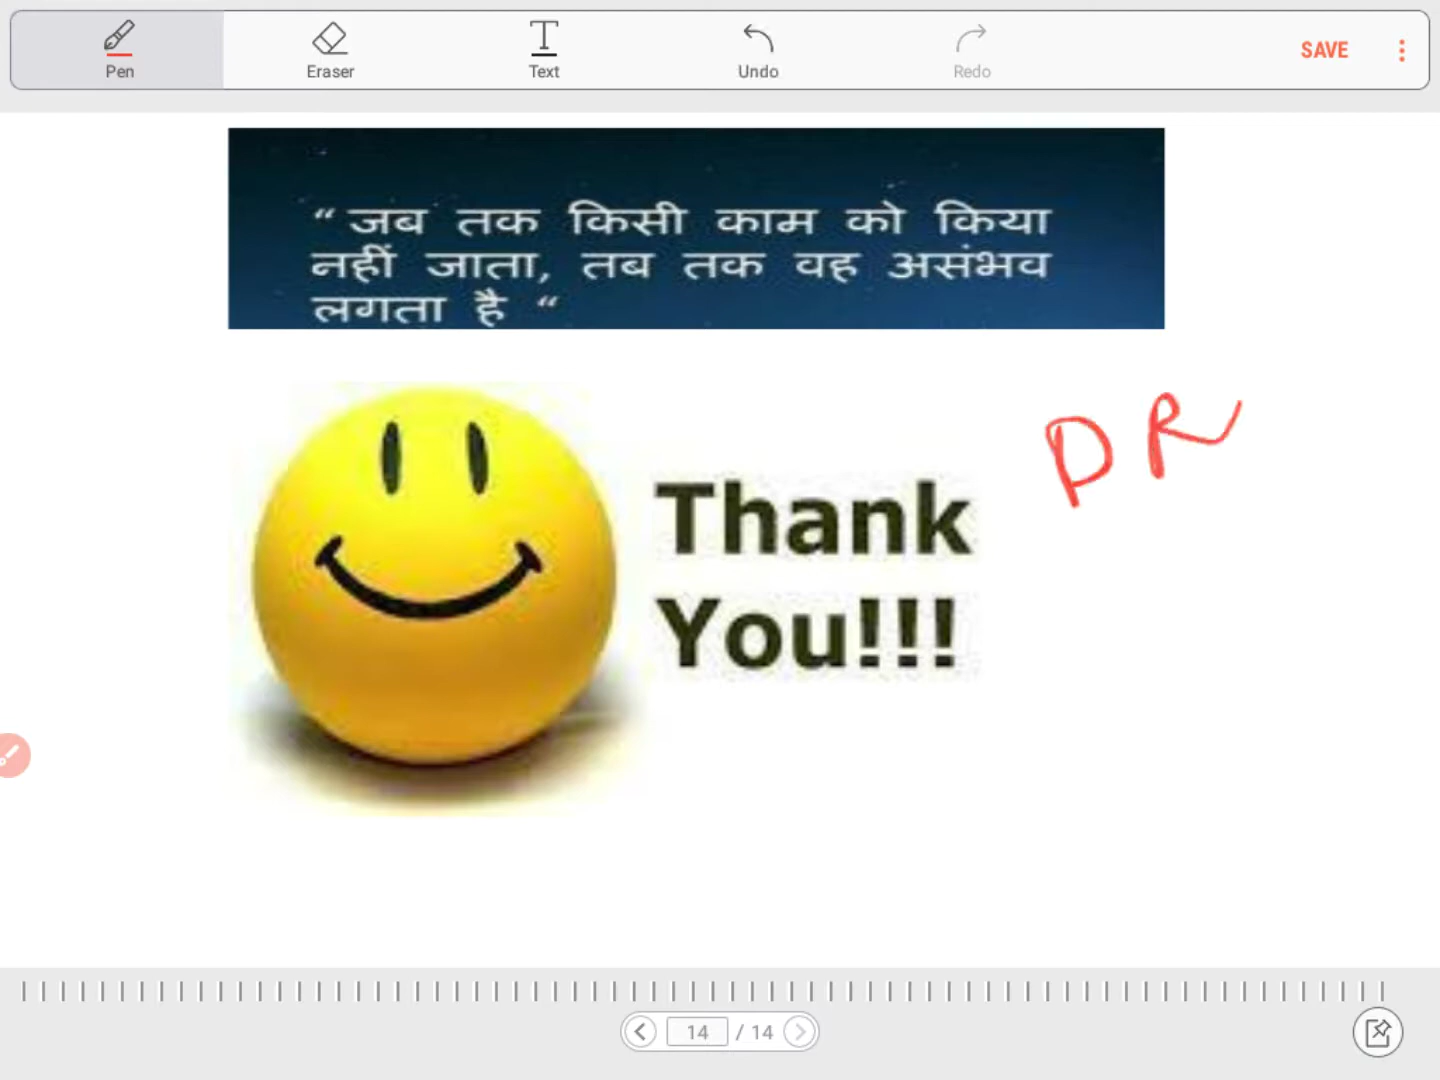 Pen Eraser Text Undo Redo SAVE
“ जब तक किसी काम को किया
नहीं जाता, तब तक वह असंभव
लगता है “
DR
Thank
You!!!
14 / 14